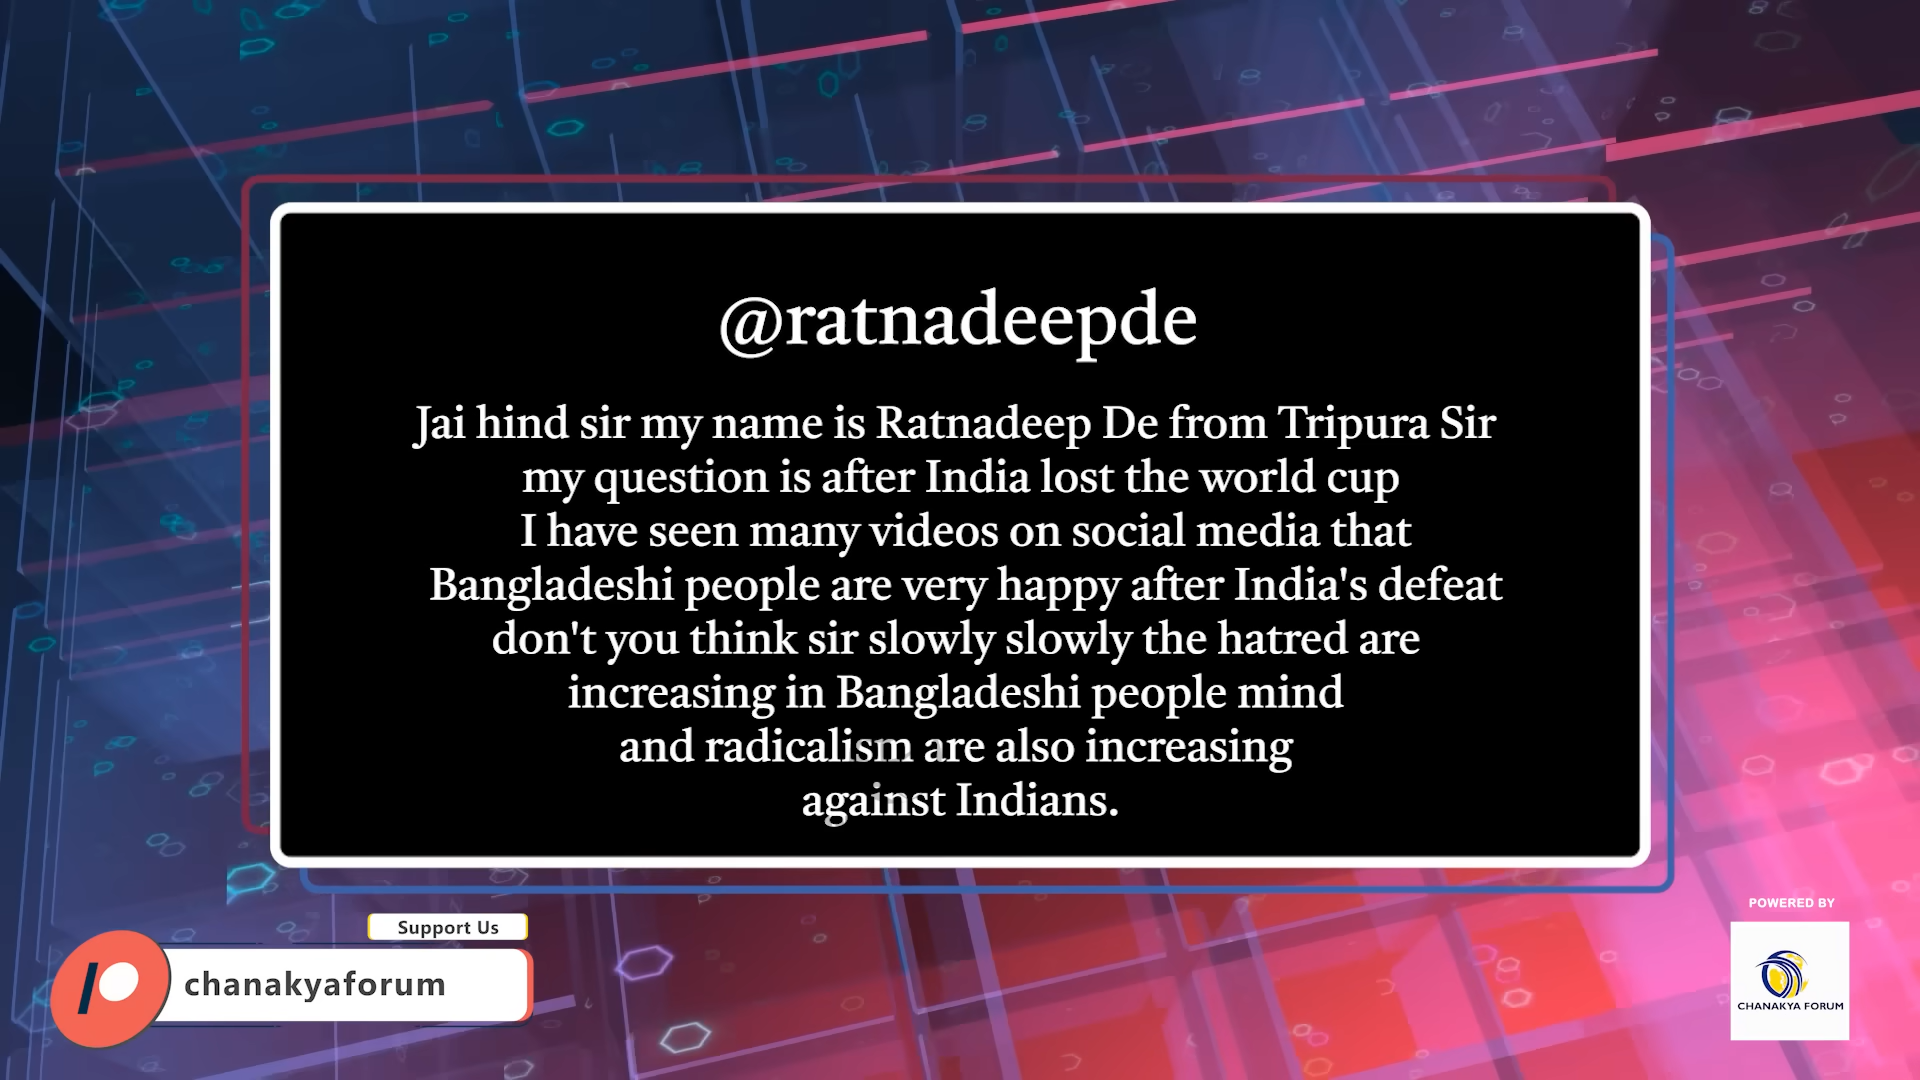 @ratnadeepde
Jai hind sir my name is Ratnadeep De from Tripura Sir
my question is after India lost the world cup
I have seen many videos on social media that
Bangladeshi people are very happy after India's defeat
don't you think sir slowly slowly the hatred are
increasing in Bangladeshi people mind
and radicalism are also increasing
against Indians.
Support Us
chanakyaforum
POWERED BY
CHANAKYA FORUM